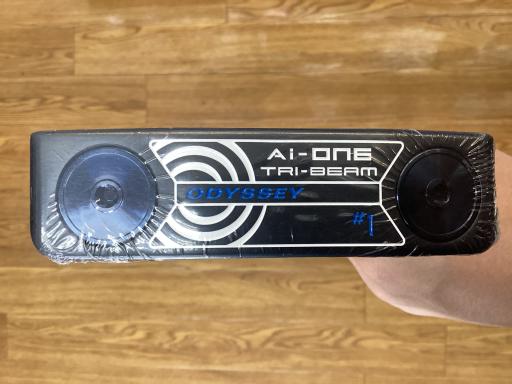 Ai-ONE
TRI-BEAM
ODYSSEY
#1